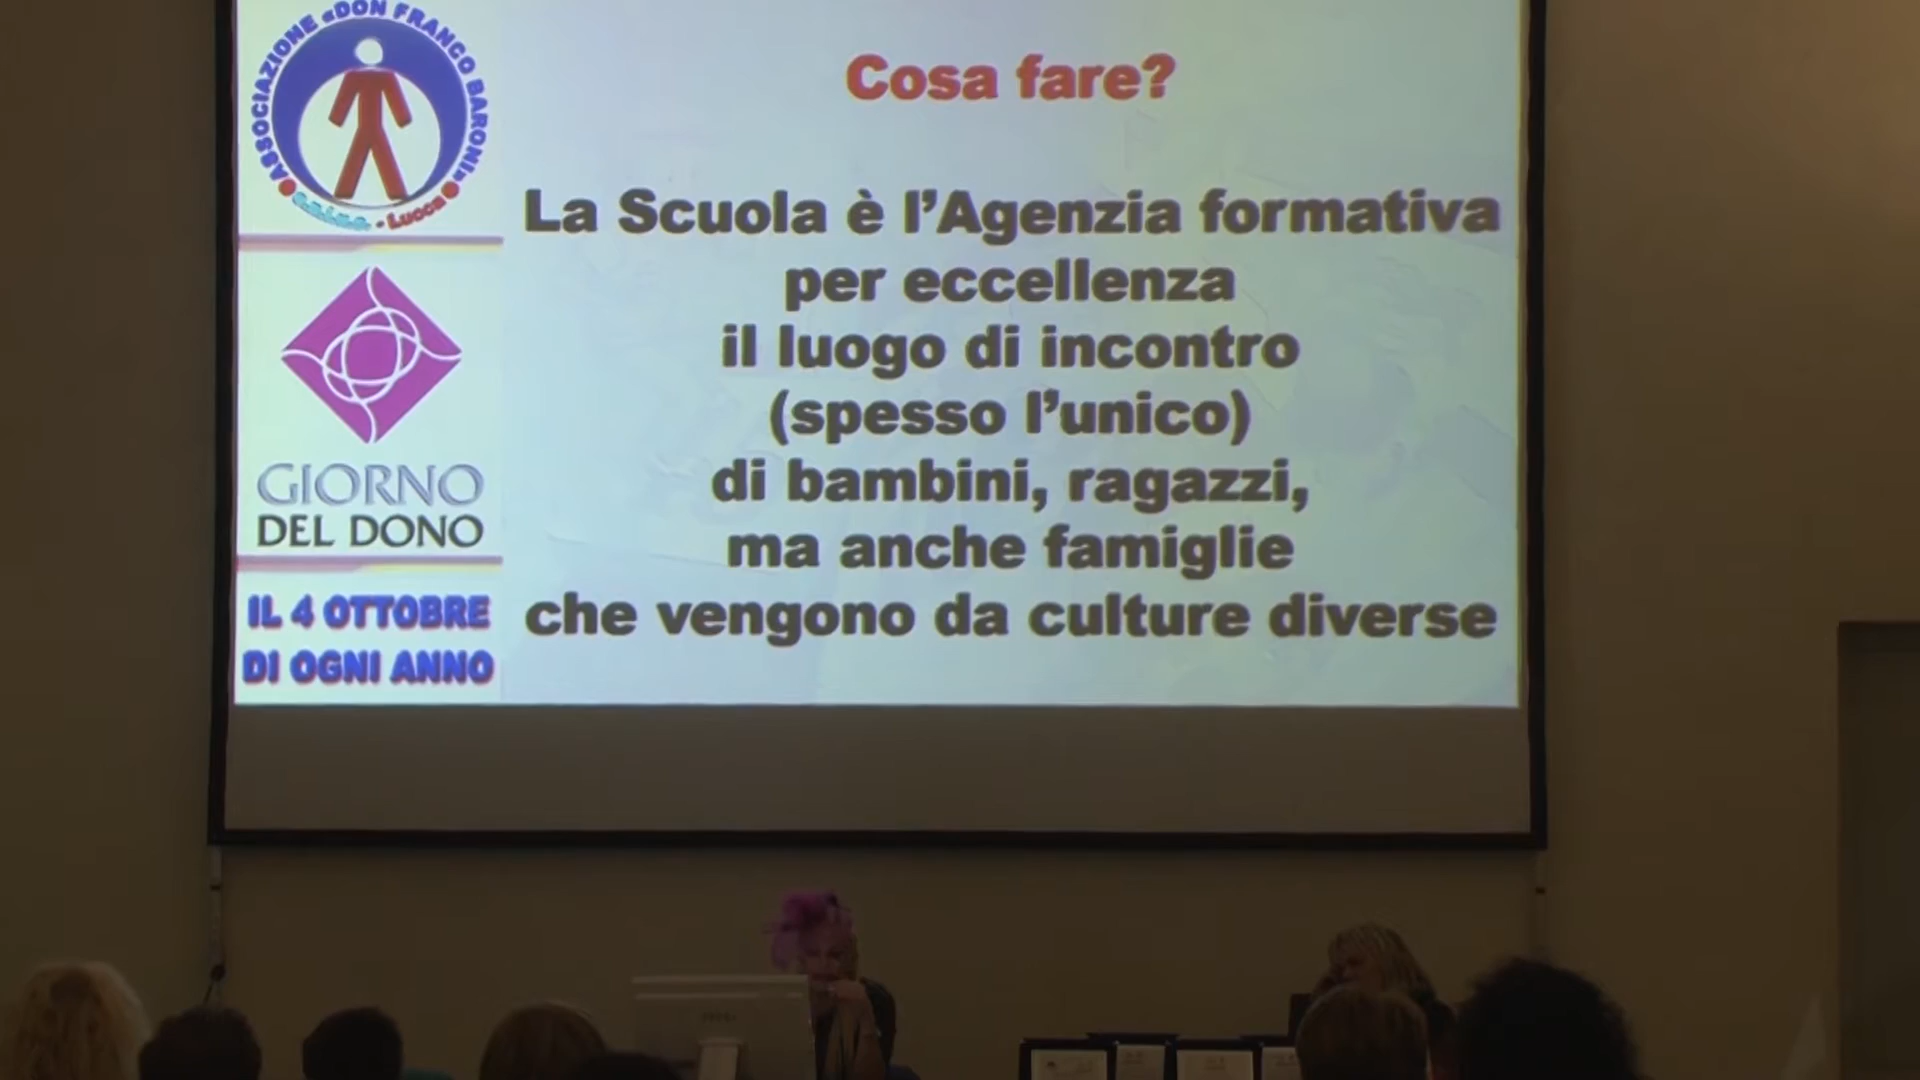 ASSOCIAZIONE «DON FRANCO BARONI»
- Lucca
GIORNO
DEL DONO
IL 4 OTTOBRE
DI OGNI ANNO
Cosa fare?
La Scuola è l’Agenzia formativa
per eccellenza
il luogo di incontro
(spesso l’unico)
di bambini, ragazzi,
ma anche famiglie
che vengono da culture diverse